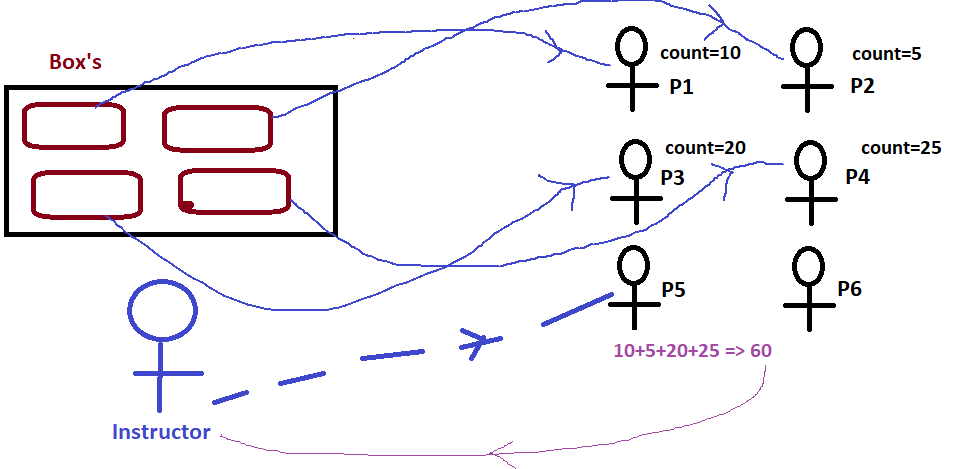 Box's
count=10
P1
count=5
P2
count=20
P3
count=25
P4
P5
P6
10+5+20+25 => 60
Instructor